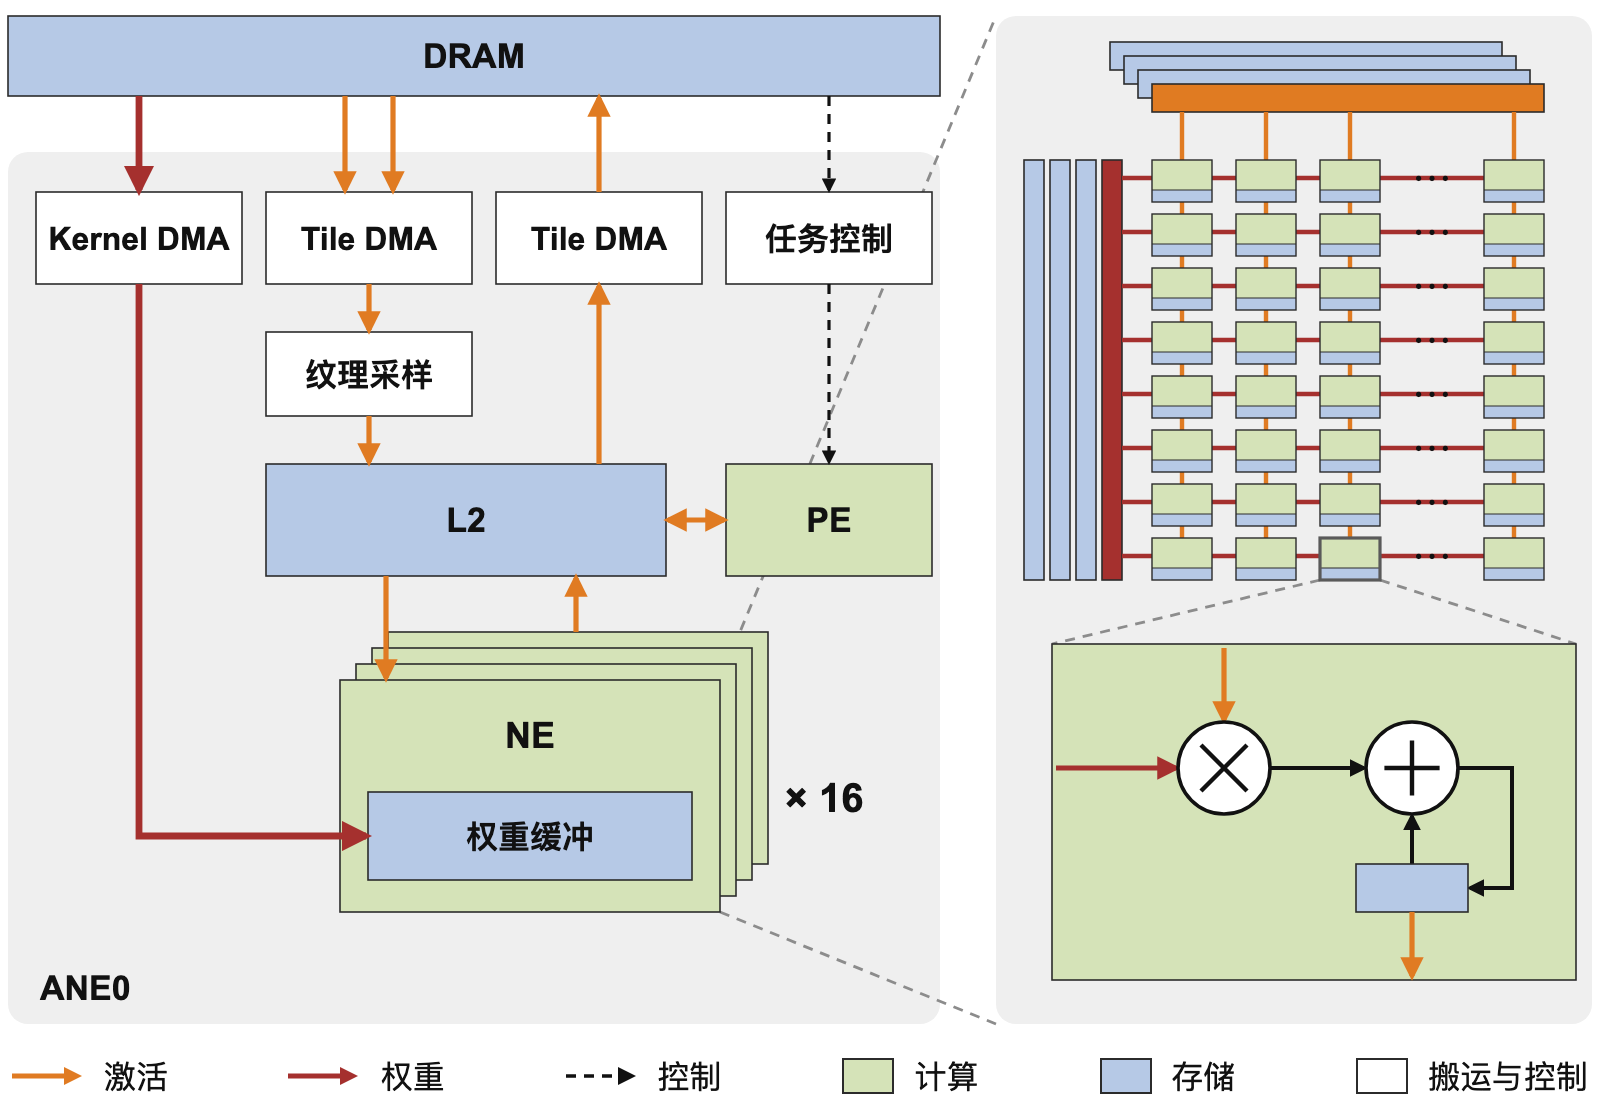 DRAM
Kernel DMA
Tile DMA
Tile DMA
任务控制
纹理采样
L2
PE
NE
× 16
权重缓冲
ANE0
激活
权重
控制
计算
存储
搬运与控制